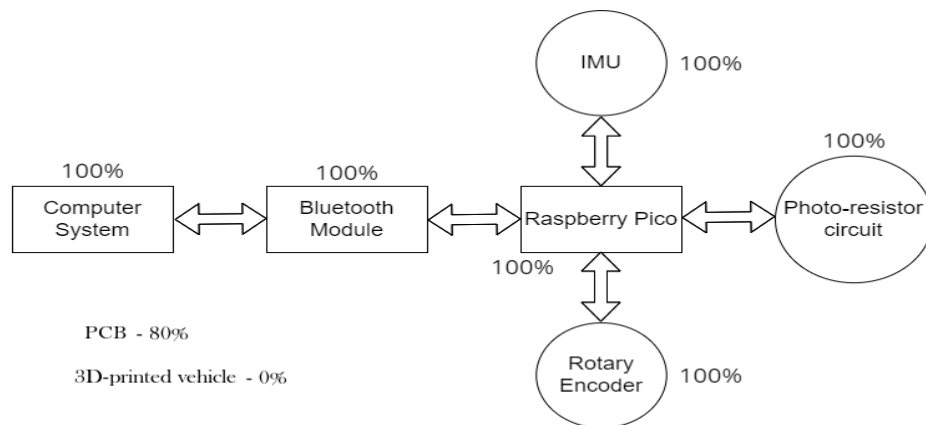 IMU
100%
100%
100%
100%
Computer
System
Bluetooth
Module
Raspberry Pico
Photo-resistor
circuit
100%
PCB - 80%
3D-printed vehicle - 0%
Rotary
Encoder
100%